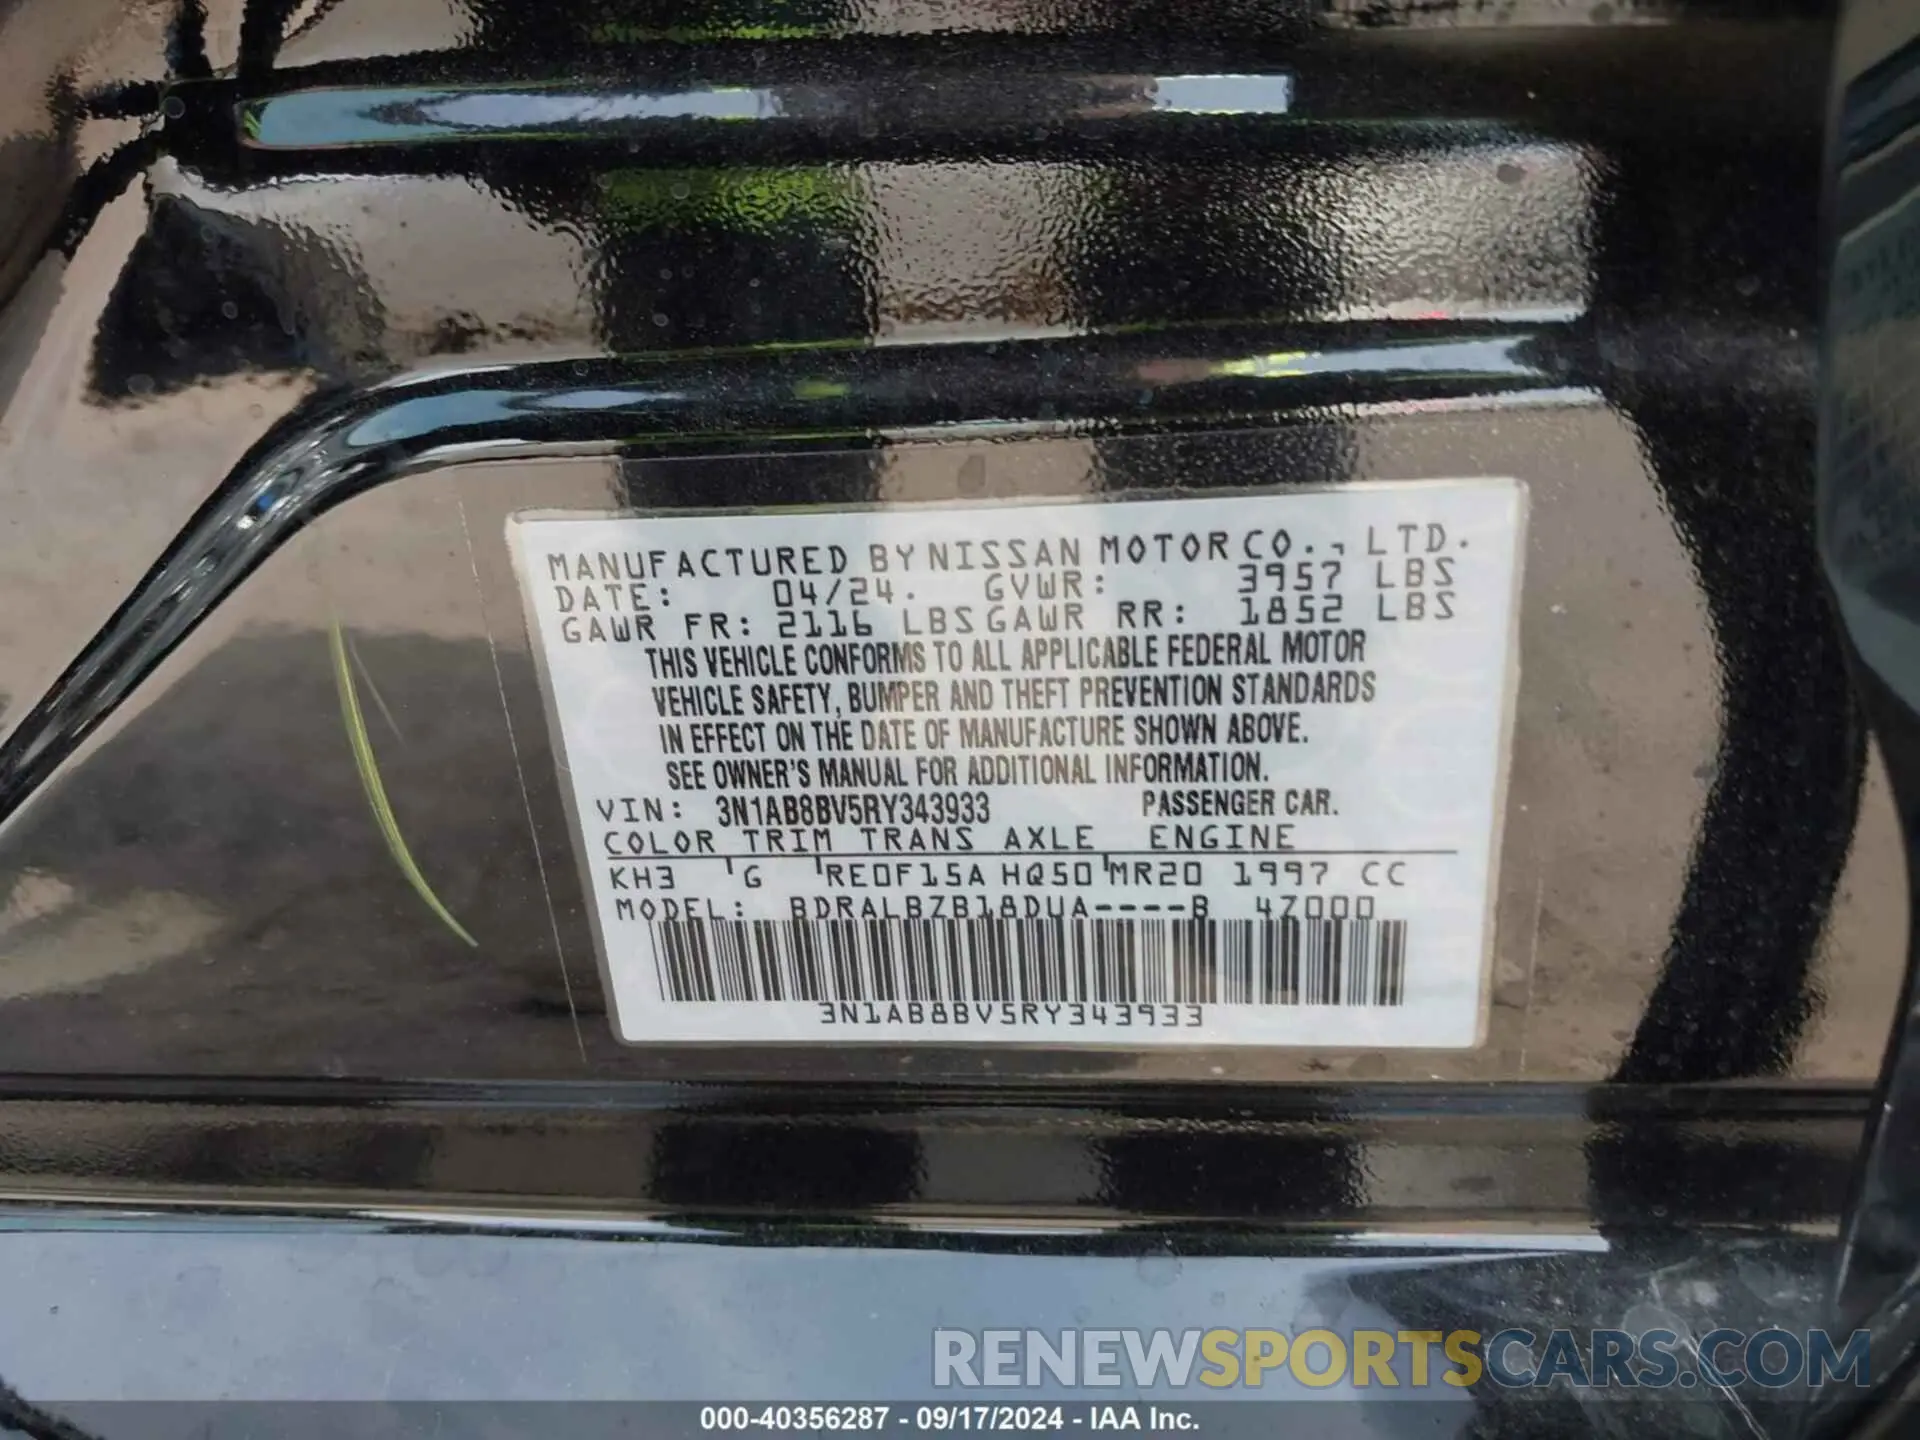 MANUFACTURED BY NISSAN MOTOR CO., LTD.
DATE: 04/24. GVWR: 3957 LBS
GAWR FR: 2116 LBS GAWR RR: 1852 LBS
THIS VEHICLE CONFORMS TO ALL APPLICABLE FEDERAL MOTOR
VEHICLE SAFETY, BUMPER AND THEFT PREVENTION STANDARDS
IN EFFECT ON THE DATE OF MANUFACTURE SHOWN ABOVE.
SEE OWNER'S MANUAL FOR ADDITIONAL INFORMATION.
VIN: 3N1AB8BV5RY343933 PASSENGER CAR.
COLOR TRIM TRANS AXLE ENGINE
KH3 G RE0F15A HQ50 MR20 1997 CC
MODEL: BDRALBZB18DUA----B 4Z000
3N1AB8BV5RY343933
RENEWSPORTSCARS.COM
000-40356287 - 09/17/2024 - IAA Inc.